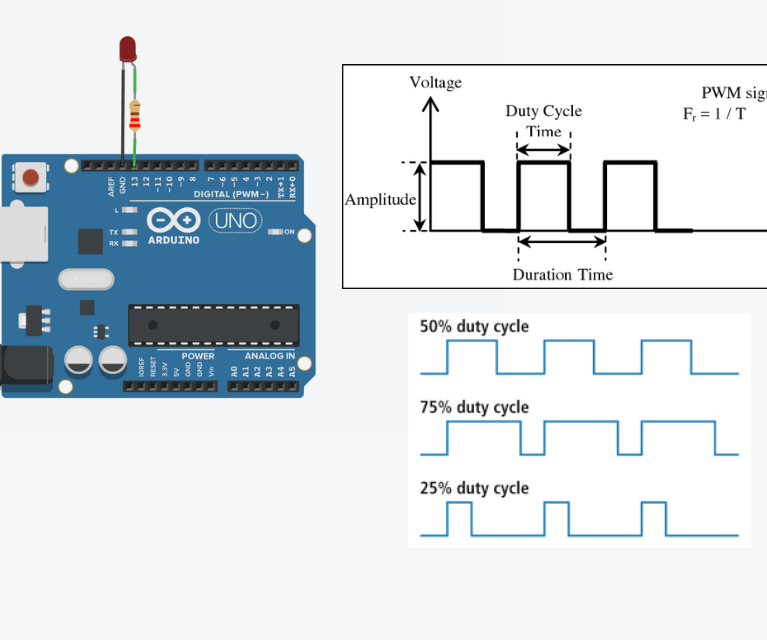 AREF
GND
13
12
~11
~10
~9
8
7
~6
~5
4
~3
2
TX→1
RX←0
DIGITAL (PWM~)
L
TX
RX
ARDUINO
UNO
ON
POWER
ANALOG IN
IOREF
RESET
3.3V
5V
GND
GND
Vin
A0
A1
A2
A3
A4
A5
Voltage
PWM sig
Fr = 1 / T
Duty Cycle
Time
Amplitude
Duration Time
50% duty cycle
75% duty cycle
25% duty cycle